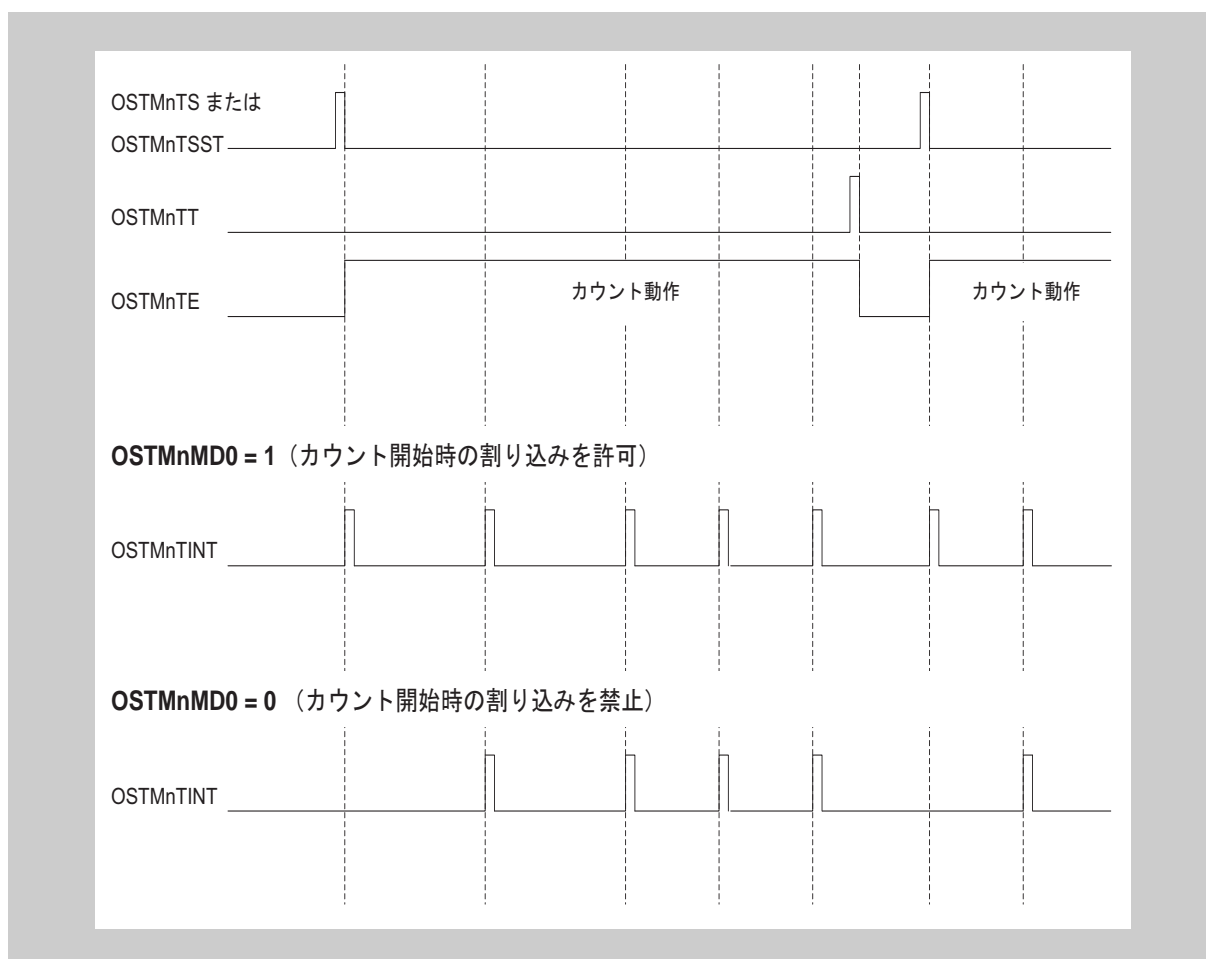 OSTMnTS または
OSTMnTSST
OSTMnTT
OSTMnTE
カウント動作
カウント動作
OSTMnMD0 = 1（カウント開始時の割り込みを許可）
OSTMnTINT
OSTMnMD0 = 0 （カウント開始時の割り込みを禁止）
OSTMnTINT